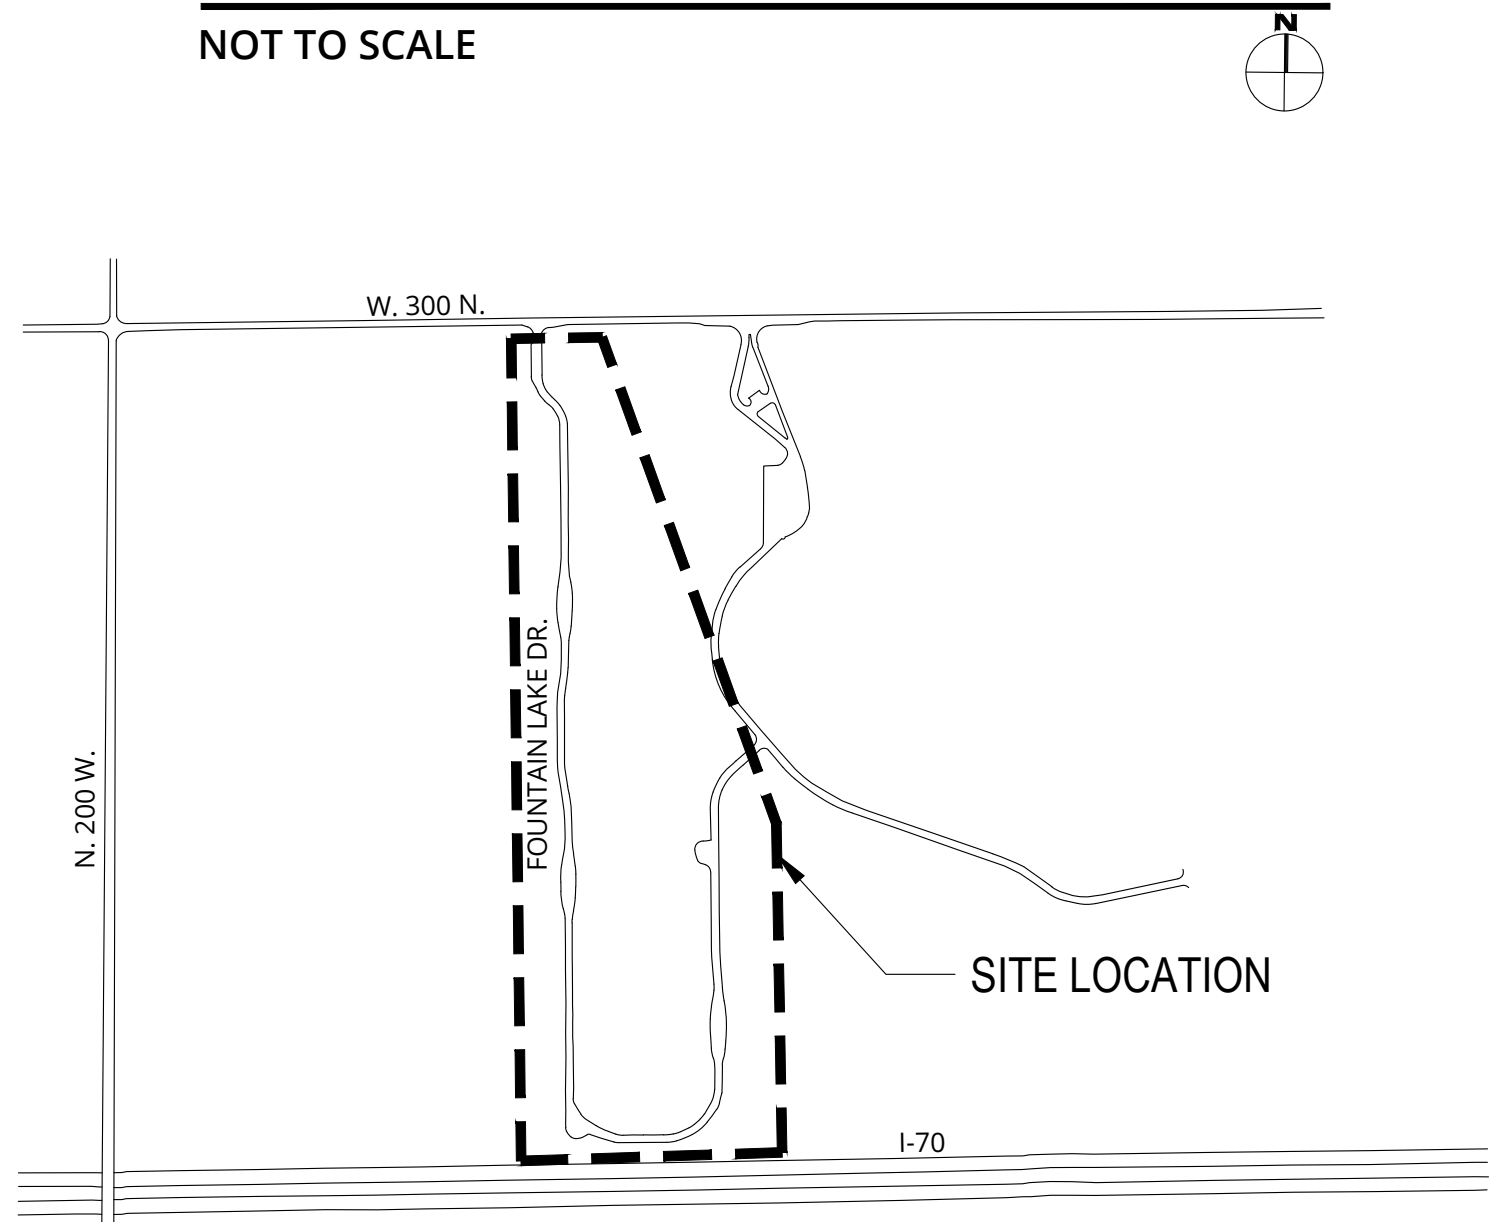 NOT TO SCALE
N
W. 300 N.
FOUNTAIN LAKE DR.
N. 200 W.
SITE LOCATION
I-70